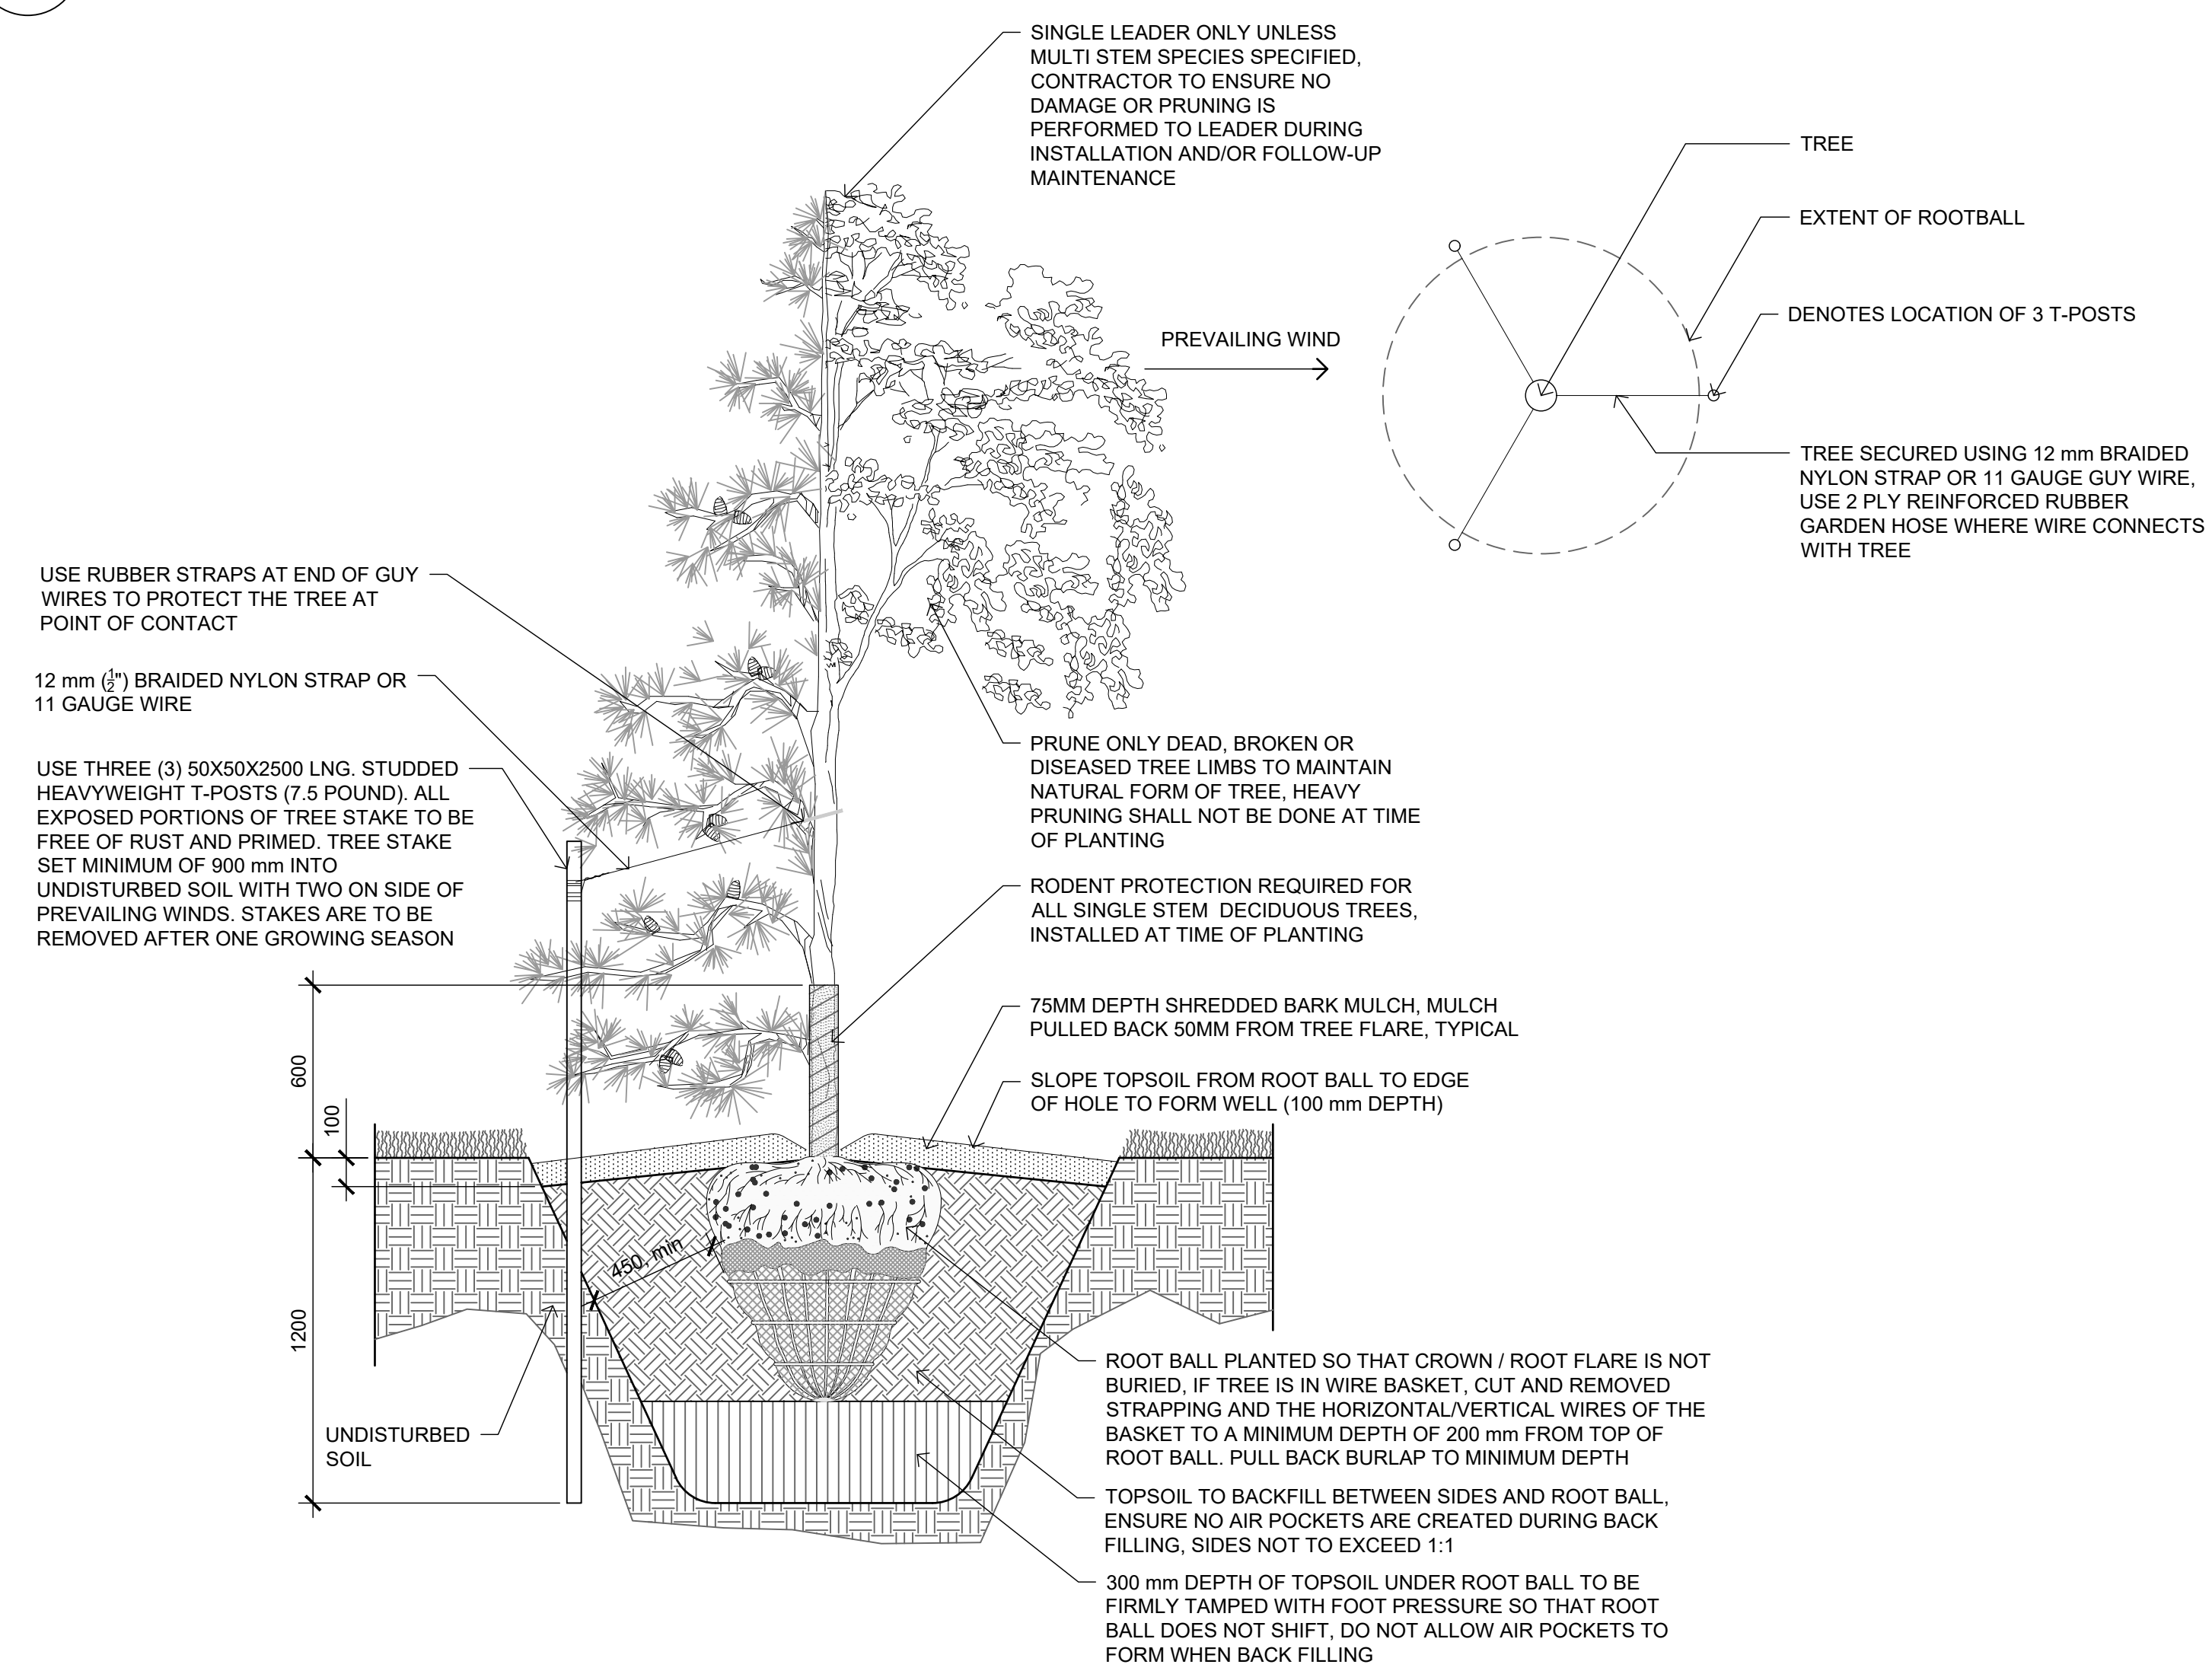 SINGLE LEADER ONLY UNLESS
MULTI STEM SPECIES SPECIFIED,
CONTRACTOR TO ENSURE NO
DAMAGE OR PRUNING IS
PERFORMED TO LEADER DURING
INSTALLATION AND/OR FOLLOW-UP
MAINTENANCE
TREE
EXTENT OF ROOTBALL
DENOTES LOCATION OF 3 T-POSTS
PREVAILING WIND
TREE SECURED USING 12 mm BRAIDED
NYLON STRAP OR 11 GAUGE GUY WIRE,
USE 2 PLY REINFORCED RUBBER
GARDEN HOSE WHERE WIRE CONNECTS
WITH TREE
USE RUBBER STRAPS AT END OF GUY
WIRES TO PROTECT THE TREE AT
POINT OF CONTACT
12 mm (½") BRAIDED NYLON STRAP OR
11 GAUGE WIRE
USE THREE (3) 50X50X2500 LNG. STUDDED
HEAVYWEIGHT T-POSTS (7.5 POUND). ALL
EXPOSED PORTIONS OF TREE STAKE TO BE
FREE OF RUST AND PRIMED. TREE STAKE
SET MINIMUM OF 900 mm INTO
UNDISTURBED SOIL WITH TWO ON SIDE OF
PREVAILING WINDS. STAKES ARE TO BE
REMOVED AFTER ONE GROWING SEASON
PRUNE ONLY DEAD, BROKEN OR
DISEASED TREE LIMBS TO MAINTAIN
NATURAL FORM OF TREE, HEAVY
PRUNING SHALL NOT BE DONE AT TIME
OF PLANTING
RODENT PROTECTION REQUIRED FOR
ALL SINGLE STEM DECIDUOUS TREES,
INSTALLED AT TIME OF PLANTING
75MM DEPTH SHREDDED BARK MULCH, MULCH
PULLED BACK 50MM FROM TREE FLARE, TYPICAL
SLOPE TOPSOIL FROM ROOT BALL TO EDGE
OF HOLE TO FORM WELL (100 mm DEPTH)
600
100
450, min
1200
UNDISTURBED
SOIL
ROOT BALL PLANTED SO THAT CROWN / ROOT FLARE IS NOT
BURIED, IF TREE IS IN WIRE BASKET, CUT AND REMOVED
STRAPPING AND THE HORIZONTAL/VERTICAL WIRES OF THE
BASKET TO A MINIMUM DEPTH OF 200 mm FROM TOP OF
ROOT BALL. PULL BACK BURLAP TO MINIMUM DEPTH
TOPSOIL TO BACKFILL BETWEEN SIDES AND ROOT BALL,
ENSURE NO AIR POCKETS ARE CREATED DURING BACK
FILLING, SIDES NOT TO EXCEED 1:1
300 mm DEPTH OF TOPSOIL UNDER ROOT BALL TO BE
FIRMLY TAMPED WITH FOOT PRESSURE SO THAT ROOT
BALL DOES NOT SHIFT, DO NOT ALLOW AIR POCKETS TO
FORM WHEN BACK FILLING